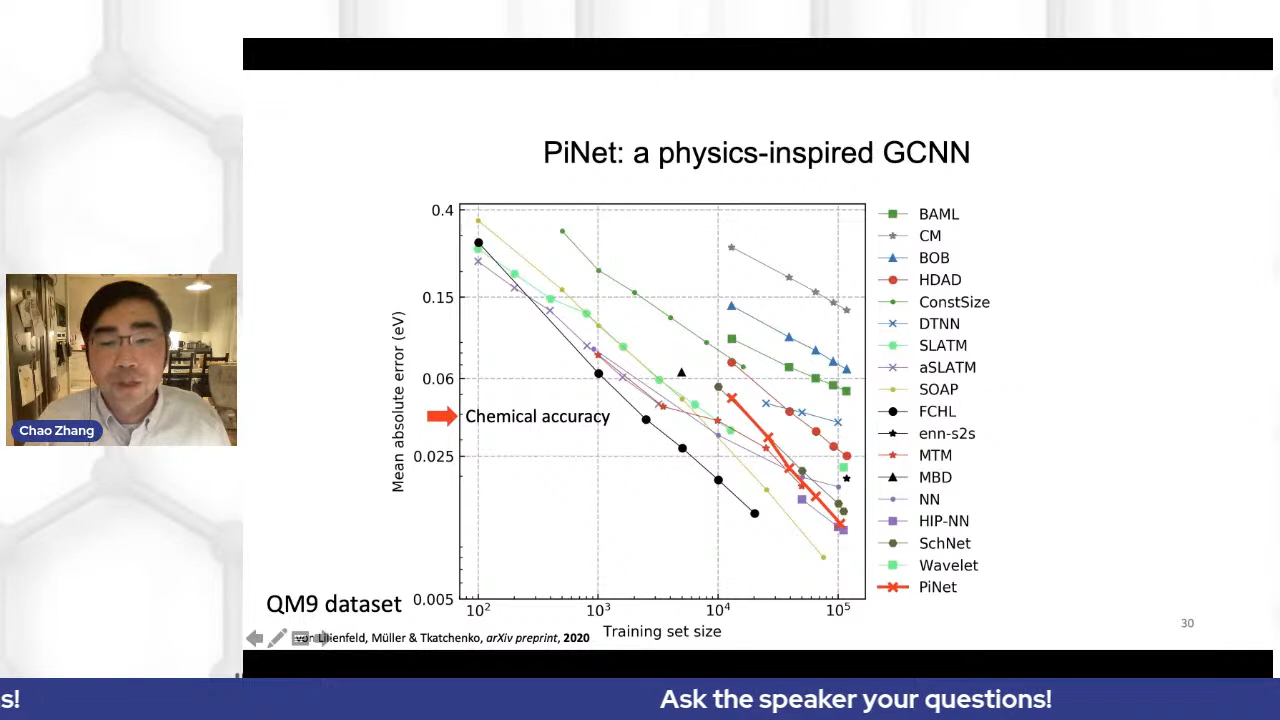 PiNet: a physics-inspired GCNN
0.4
0.15
0.06
0.025
0.005
Mean absolute error (eV)
Chemical accuracy
10²
10³
10⁴
10⁵
Training set size
BAML
CM
BOB
HDAD
ConstSize
DTNN
SLATM
aSLATM
SOAP
FCHL
enn-s2s
MTM
MBD
NN
HIP-NN
SchNet
Wavelet
PiNet
QM9 dataset
von Lilienfeld, Müller & Tkatchenko, arXiv preprint, 2020
30
Chao Zhang
s!
Ask the speaker your questions!